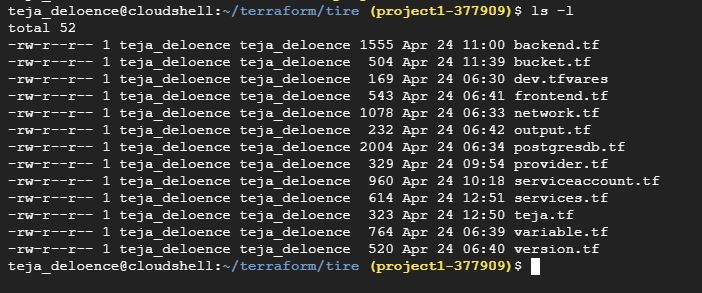 teja_deloence@cloudshell:~/terraform/tire (project1-377909)$ ls -l
total 52
-rw-r--r-- 1 teja_deloence teja_deloence 1555 Apr 24 11:00 backend.tf
-rw-r--r-- 1 teja_deloence teja_deloence  504 Apr 24 11:39 bucket.tf
-rw-r--r-- 1 teja_deloence teja_deloence  169 Apr 24 06:30 dev.tfvares
-rw-r--r-- 1 teja_deloence teja_deloence  543 Apr 24 06:41 frontend.tf
-rw-r--r-- 1 teja_deloence teja_deloence 1078 Apr 24 06:33 network.tf
-rw-r--r-- 1 teja_deloence teja_deloence  232 Apr 24 06:42 output.tf
-rw-r--r-- 1 teja_deloence teja_deloence 2004 Apr 24 06:34 postgresdb.tf
-rw-r--r-- 1 teja_deloence teja_deloence  329 Apr 24 09:54 provider.tf
-rw-r--r-- 1 teja_deloence teja_deloence  960 Apr 24 10:18 serviceaccount.tf
-rw-r--r-- 1 teja_deloence teja_deloence  614 Apr 24 12:51 services.tf
-rw-r--r-- 1 teja_deloence teja_deloence  323 Apr 24 12:50 teja.tf
-rw-r--r-- 1 teja_deloence teja_deloence  764 Apr 24 06:39 variable.tf
-rw-r--r-- 1 teja_deloence teja_deloence  520 Apr 24 06:40 version.tf
teja_deloence@cloudshell:~/terraform/tire (project1-377909)$